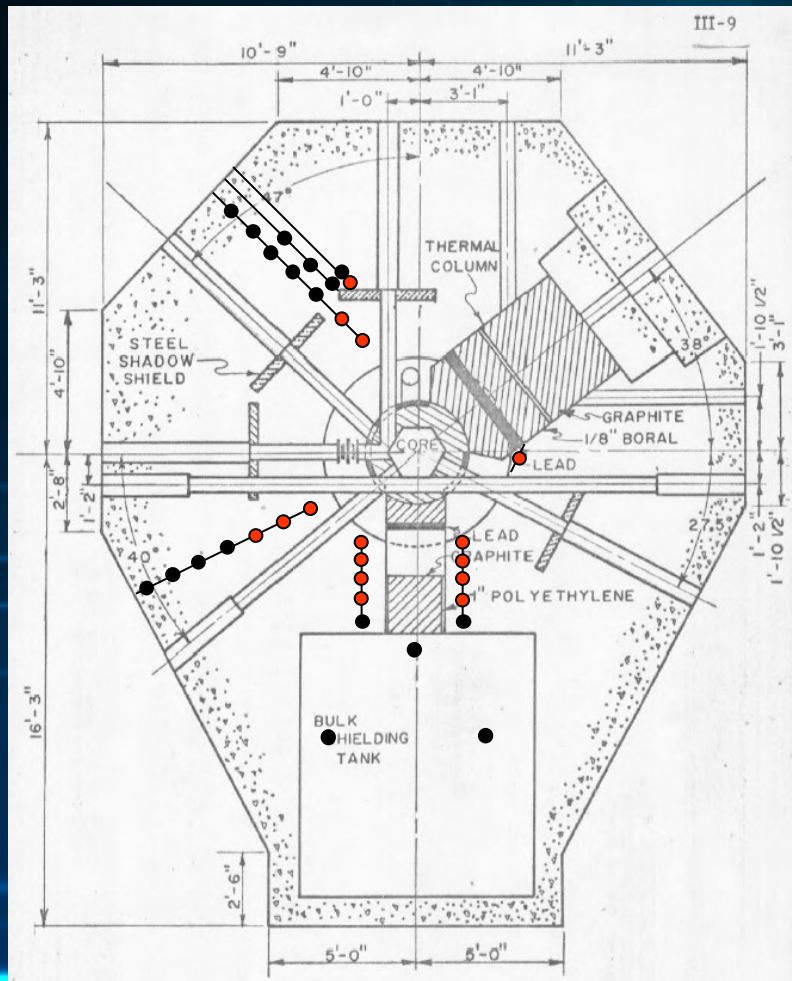 III-9
10'-9"
11'-3"
4'-10"
4'-10"
1'-0"
3'-1"
47°
THERMAL
COLUMN
11'-3"
1'-10 1/2"
3'-1"
38°
4'-10"
STEEL
SHADOW
SHIELD
GRAPHITE
1/8" BORAL
CORE
LEAD
2'-8"
1'-2"
LEAD
GRAPHITE
27.5°
1'-2"
1'-10 1/2"
40°
1" POLYETHYLENE
16'-3"
BULK
SHIELDING
TANK
2'-6"
5'-0"
5'-0"